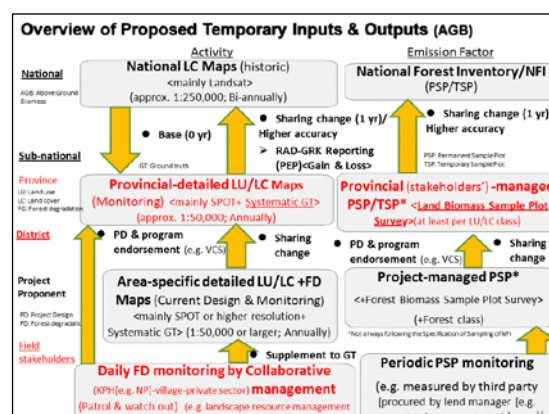 Overview of Proposed Temporary Inputs & Outputs (AGB)
Activity
Emission Factor
National
AGB: Above Ground
Biomass
National LC Maps (historic)
<mainly Landsat>
(approx. 1:250,000; Bi-annually)
National Forest Inventory/NFI
(PSP/TSP)
● Base (0 yr)
GT: Ground truth
● Sharing change (1 yr)/
Higher accuracy
➢ RAD-GRK Reporting
(PEP)<Gain & Loss>
● Sharing change (1 yr)
Higher accuracy
PSP: Permanent Sample Plot
TSP: Temporary Sample Plot
Sub-national
Province
LU: Land use
LC: Land cover
FD: Forest degradation
Provincial-detailed LU/LC Maps
(Monitoring) <mainly SPOT+ Systematic GT>
(approx. 1:50,000; Annually)
Provincial (stakeholders') -managed
PSP/TSP* <Land Biomass Sample Plot
Survey>(at least per LU/LC class)
District
● PD & program
endorsement (e.g. VCS)
● Sharing
change
● PD & program
endorsement (e.g. VCS)
● Sharing
change
Project
Proponent
PD: Project Design
FD: Forest degradatio
Area-specific detailed LU/LC +FD
Maps (Current Design & Monitoring)
<mainly SPOT or higher resolution+
Systematic GT> (1:50,000 or larger; Annually)
Project-managed PSP*
<+Forest Biomass Sample Plot Survey>
(+Forest class)
*Not always following the Specification of Sampling of NFI
Field
stakeholders
● Supplement to GT
Daily FD monitoring by Collaborative
(KPH[e.g. NP]-village-private sector) management
(Patrol & watch out) (e.g. landscape resource management
Periodic PSP monitoring
(e.g. measured by third party
[procured by lend manager [e.g.